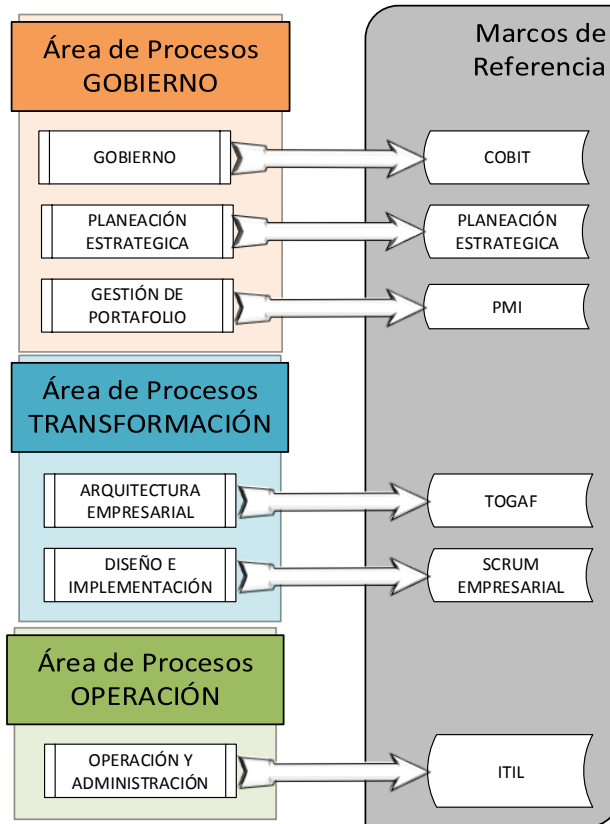 Área de Procesos
GOBIERNO
Marcos de
Referencia
GOBIERNO
COBIT
PLANEACIÓN
ESTRATEGICA
PLANEACIÓN
ESTRATEGICA
GESTIÓN DE
PORTAFOLIO
PMI
Área de Procesos
TRANSFORMACIÓN
ARQUITECTURA
EMPRESARIAL
TOGAF
DISEÑO E
IMPLEMENTACIÓN
SCRUM
EMPRESARIAL
Área de Procesos
OPERACIÓN
OPERACIÓN Y
ADMINISTRACIÓN
ITIL